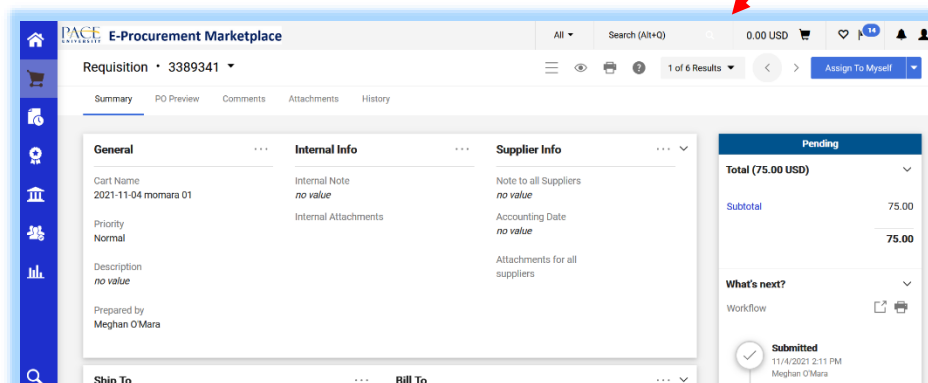 PACE UNIVERSITY E-Procurement Marketplace
All Search (Alt+Q) 0.00 USD 14
Requisition • 3389341
1 of 6 Results Assign To Myself
Summary PO Preview Comments Attachments History
General ... Internal Info ... Supplier Info ...
Pending
Cart Name
2021-11-04 momara 01
Priority
Normal
Description
no value
Prepared by
Meghan O'Mara
Internal Note
no value
Internal Attachments
Note to all Suppliers
no value
Accounting Date
no value
Attachments for all
suppliers
Total (75.00 USD)
Subtotal 75.00
75.00
What's next?
Workflow
Submitted
11/4/2021 2:11 PM
Meghan O'Mara
Ship To ... Bill To ...